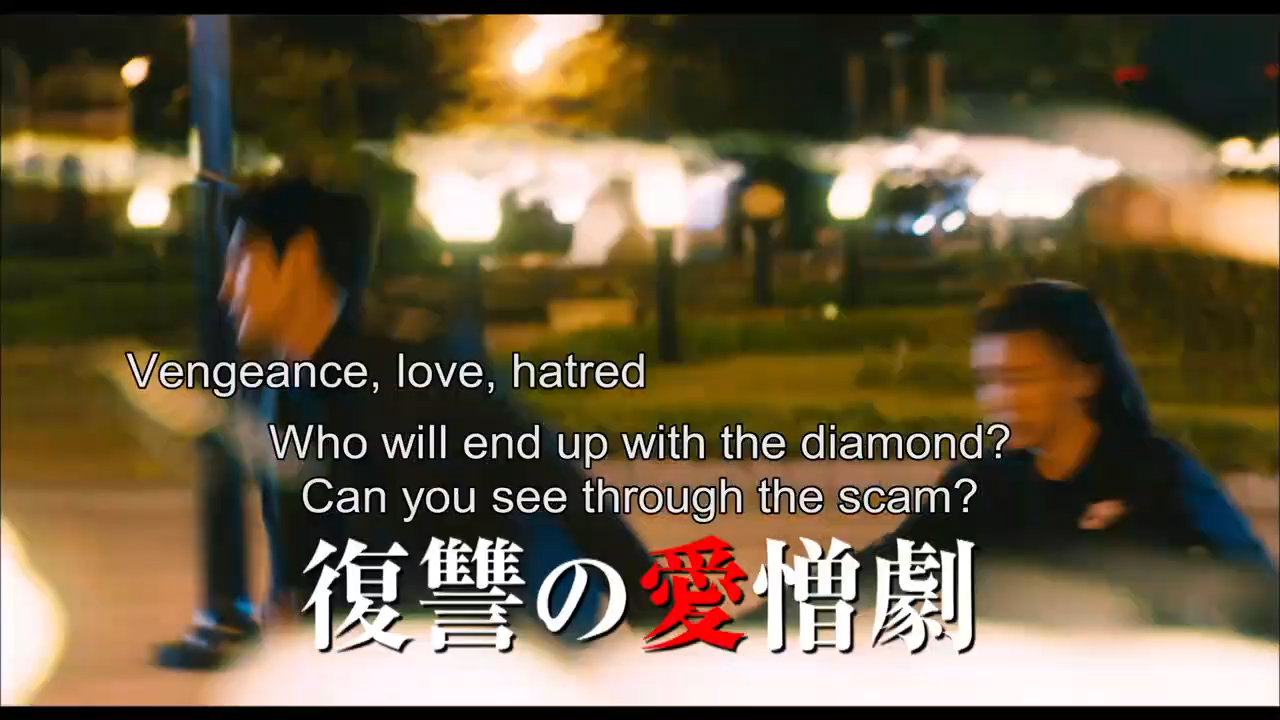 Vengeance, love, hatred
Who will end up with the diamond?
Can you see through the scam?
復讐の愛憎劇